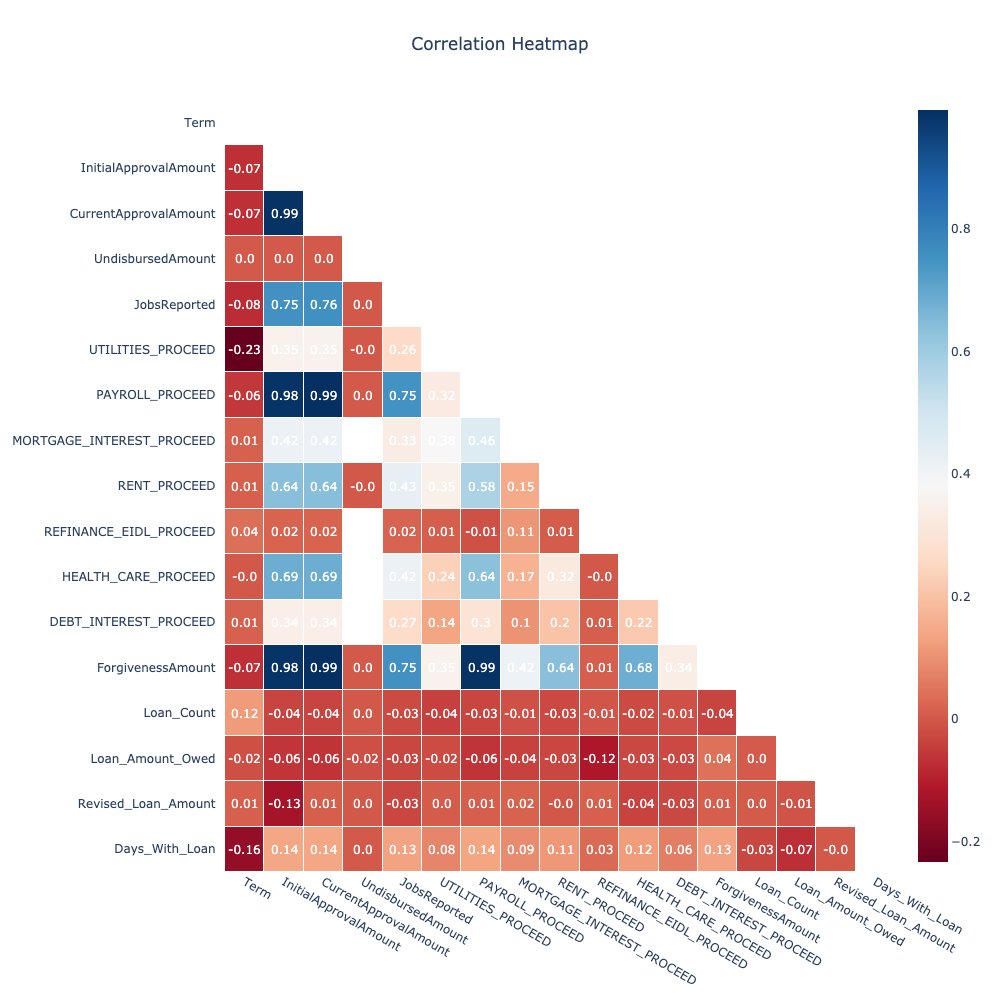 Correlation Heatmap
Term
InitialApprovalAmount -0.07
CurrentApprovalAmount -0.07 0.99
UndisbursedAmount 0.0 0.0 0.0
JobsReported -0.08 0.75 0.76 0.0
UTILITIES_PROCEED -0.23 0.35 0.35 -0.0 0.26
PAYROLL_PROCEED -0.06 0.98 0.99 0.0 0.75 0.32
MORTGAGE_INTEREST_PROCEED 0.01 0.42 0.42 0.33 0.38 0.46
RENT_PROCEED 0.01 0.64 0.64 -0.0 0.43 0.35 0.58 0.15
REFINANCE_EIDL_PROCEED 0.04 0.02 0.02 0.02 0.01 -0.01 0.11 0.01
HEALTH_CARE_PROCEED -0.0 0.69 0.69 0.42 0.24 0.64 0.17 0.32 -0.0
DEBT_INTEREST_PROCEED 0.01 0.34 0.34 0.27 0.14 0.3 0.1 0.2 0.01 0.22
ForgivenessAmount -0.07 0.98 0.99 0.0 0.75 0.35 0.99 0.42 0.64 0.01 0.68 0.34
Loan_Count 0.12 -0.04 -0.04 0.0 -0.03 -0.04 -0.03 -0.01 -0.03 -0.01 -0.02 -0.01 -0.04
Loan_Amount_Owed -0.02 -0.06 -0.06 -0.02 -0.03 -0.02 -0.06 -0.04 -0.03 -0.12 -0.03 -0.03 0.04 0.0
Revised_Loan_Amount 0.01 -0.13 0.01 0.0 -0.03 0.0 0.01 0.02 -0.0 0.01 -0.04 -0.03 0.01 0.0 -0.01
Days_With_Loan -0.16 0.14 0.14 0.0 0.13 0.08 0.14 0.09 0.11 0.03 0.12 0.06 0.13 -0.03 -0.07 -0.0
Term
InitialApprovalAmount
CurrentApprovalAmount
UndisbursedAmount
JobsReported
UTILITIES_PROCEED
PAYROLL_PROCEED
MORTGAGE_INTEREST_PROCEED
RENT_PROCEED
REFINANCE_EIDL_PROCEED
HEALTH_CARE_PROCEED
DEBT_INTEREST_PROCEED
ForgivenessAmount
Loan_Count
Loan_Amount_Owed
Revised_Loan_Amount
Days_With_Loan
0.8
0.6
0.4
0.2
0
−0.2